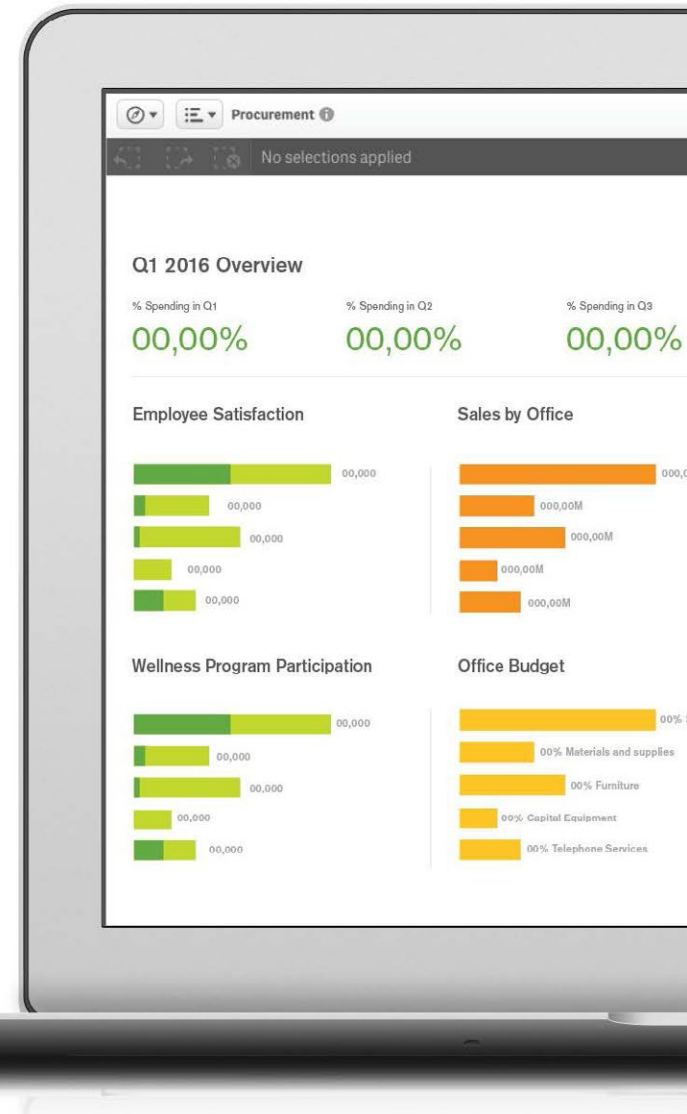 Procurement
No selections applied
Q1 2016 Overview
% Spending in Q1
00,00%
% Spending in Q2
00,00%
% Spending in Q3
00,00%
Employee Satisfaction
00,000
00,000
00,000
00,000
00,000
Sales by Office
000,0
000,00M
000,00M
000,00M
000,00M
Wellness Program Participation
00,000
00,000
00,000
00,000
00,000
Office Budget
00%
00% Materials and supplies
00% Furniture
00% Capital Equipment
00% Telephone Services